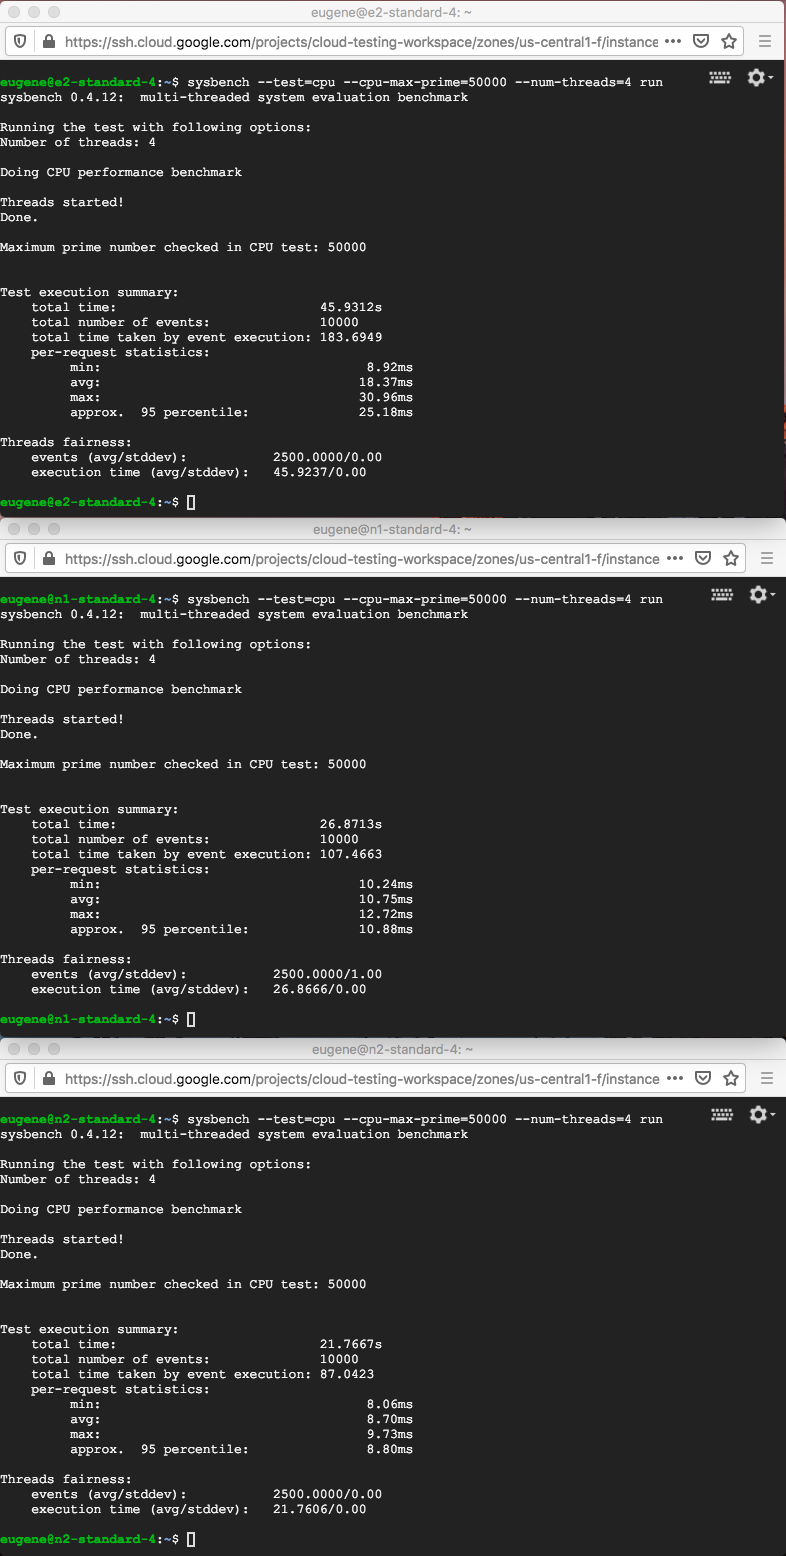 eugene@e2-standard-4: ~
https://ssh.cloud.google.com/projects/cloud-testing-workspace/zones/us-central1-f/instance
eugene@e2-standard-4:~$ sysbench --test=cpu --cpu-max-prime=50000 --num-threads=4 run
sysbench 0.4.12:  multi-threaded system evaluation benchmark
Running the test with following options:
Number of threads: 4
Doing CPU performance benchmark
Threads started!
Done.
Maximum prime number checked in CPU test: 50000
Test execution summary:
total time: 45.9312s
total number of events: 10000
total time taken by event execution: 183.6949
per-request statistics:
min: 8.92ms
avg: 18.37ms
max: 30.96ms
approx.  95 percentile: 25.18ms
Threads fairness:
events (avg/stddev): 2500.0000/0.00
execution time (avg/stddev): 45.9237/0.00
eugene@e2-standard-4:~$
eugene@n1-standard-4: ~
https://ssh.cloud.google.com/projects/cloud-testing-workspace/zones/us-central1-f/instance
eugene@n1-standard-4:~$ sysbench --test=cpu --cpu-max-prime=50000 --num-threads=4 run
sysbench 0.4.12:  multi-threaded system evaluation benchmark
Running the test with following options:
Number of threads: 4
Doing CPU performance benchmark
Threads started!
Done.
Maximum prime number checked in CPU test: 50000
Test execution summary:
total time: 26.8713s
total number of events: 10000
total time taken by event execution: 107.4663
per-request statistics:
min: 10.24ms
avg: 10.75ms
max: 12.72ms
approx.  95 percentile: 10.88ms
Threads fairness:
events (avg/stddev): 2500.0000/1.00
execution time (avg/stddev): 26.8666/0.00
eugene@n1-standard-4:~$
eugene@n2-standard-4: ~
https://ssh.cloud.google.com/projects/cloud-testing-workspace/zones/us-central1-f/instance
eugene@n2-standard-4:~$ sysbench --test=cpu --cpu-max-prime=50000 --num-threads=4 run
sysbench 0.4.12:  multi-threaded system evaluation benchmark
Running the test with following options:
Number of threads: 4
Doing CPU performance benchmark
Threads started!
Done.
Maximum prime number checked in CPU test: 50000
Test execution summary:
total time: 21.7667s
total number of events: 10000
total time taken by event execution: 87.0423
per-request statistics:
min: 8.06ms
avg: 8.70ms
max: 9.73ms
approx.  95 percentile: 8.80ms
Threads fairness:
events (avg/stddev): 2500.0000/0.00
execution time (avg/stddev): 21.7606/0.00
eugene@n2-standard-4:~$